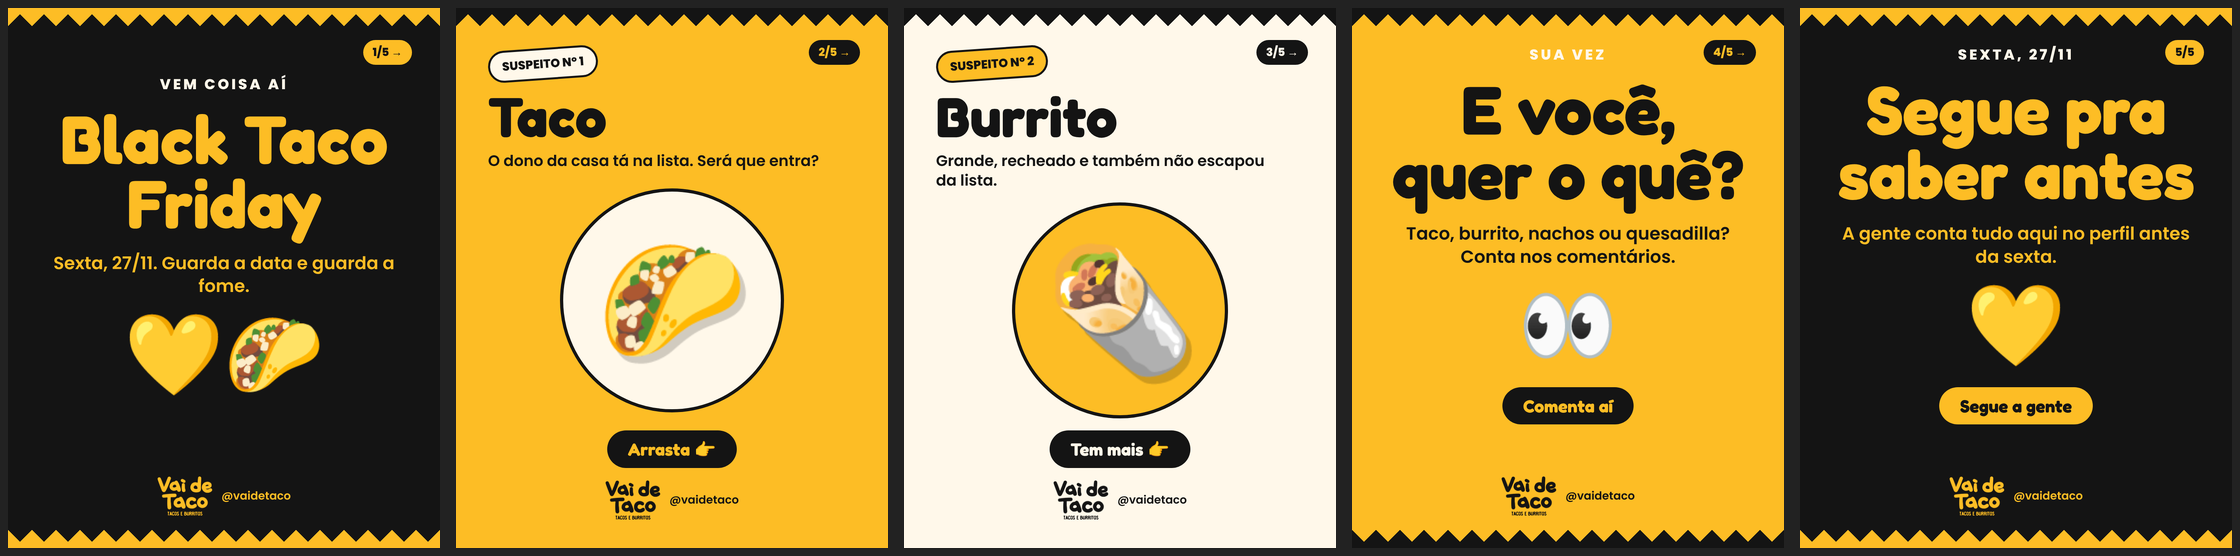 1/5 →
VEM COISA AÍ
Black Taco
Friday
Sexta, 27/11. Guarda a data e guarda a
fome.
Vai de
Taco
TACOS E BURRITOS
@vaidetaco
SUSPEITO Nº 1
2/5 →
Taco
O dono da casa tá na lista. Será que entra?
Arrasta
Vai de
Taco
TACOS E BURRITOS
@vaidetaco
SUSPEITO Nº 2
3/5 →
Burrito
Grande, recheado e também não escapou
da lista.
Tem mais
Vai de
Taco
TACOS E BURRITOS
@vaidetaco
SUA VEZ
4/5 →
E você,
quer o quê?
Taco, burrito, nachos ou quesadilla?
Conta nos comentários.
Comenta aí
Vai de
Taco
TACOS E BURRITOS
@vaidetaco
SEXTA, 27/11
5/5
Segue pra
saber antes
A gente conta tudo aqui no perfil antes
da sexta.
Segue a gente
Vai de
Taco
TACOS E BURRITOS
@vaidetaco